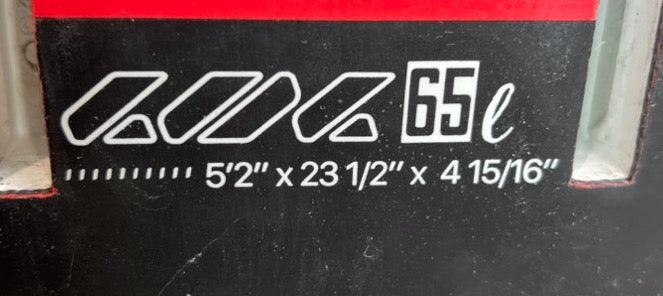 65ℓ
5'2" x 23 1/2" x 4 15/16"